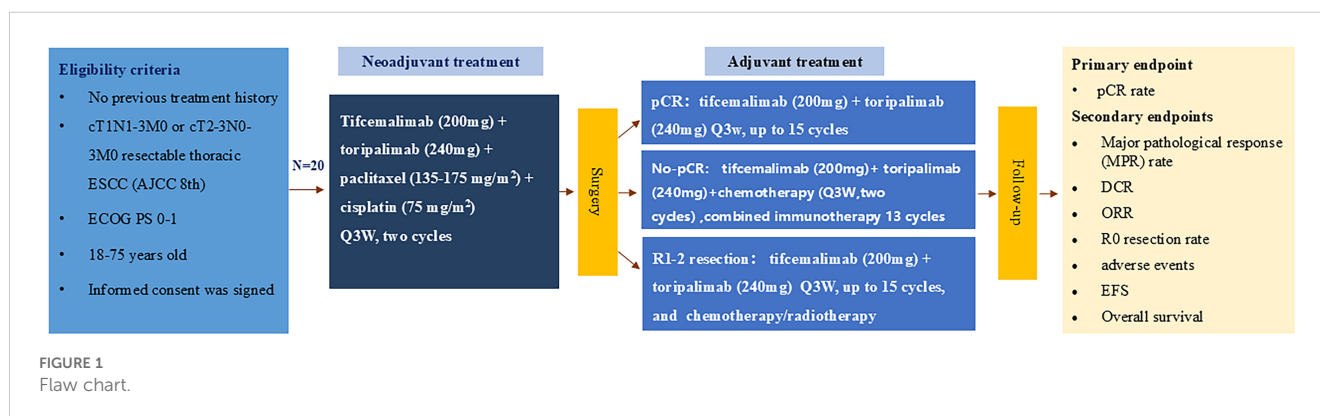 Eligibility criteria
• No previous treatment history
• cT1N1-3M0 or cT2-3N0-
3M0 resectable thoracic
ESCC (AJCC 8th)
• ECOG PS 0-1
• 18-75 years old
• Informed consent was signed
N=20
Neoadjuvant treatment
Tifcemalimab (200mg) +
toripalimab (240mg) +
paclitaxel (135-175 mg/m²) +
cisplatin (75 mg/m²)
Q3W, two cycles
Surgery
Adjuvant treatment
pCR： tifcemalimab (200mg) + toripalimab
(240mg) Q3w, up to 15 cycles
No-pCR： tifcemalimab (200mg)+ toripalimab
(240mg)+chemotherapy (Q3W,two
cycles) ,combined immunotherapy 13 cycles
R1-2 resection： tifcemalimab (200mg) +
toripalimab (240mg) Q3W, up to 15 cycles,
and chemotherapy/radiotherapy
Follow-up
Primary endpoint
• pCR rate
Secondary endpoints
• Major pathological response
(MPR) rate
• DCR
• ORR
• R0 resection rate
• adverse events
• EFS
• Overall survival
FIGURE 1
Flaw chart.